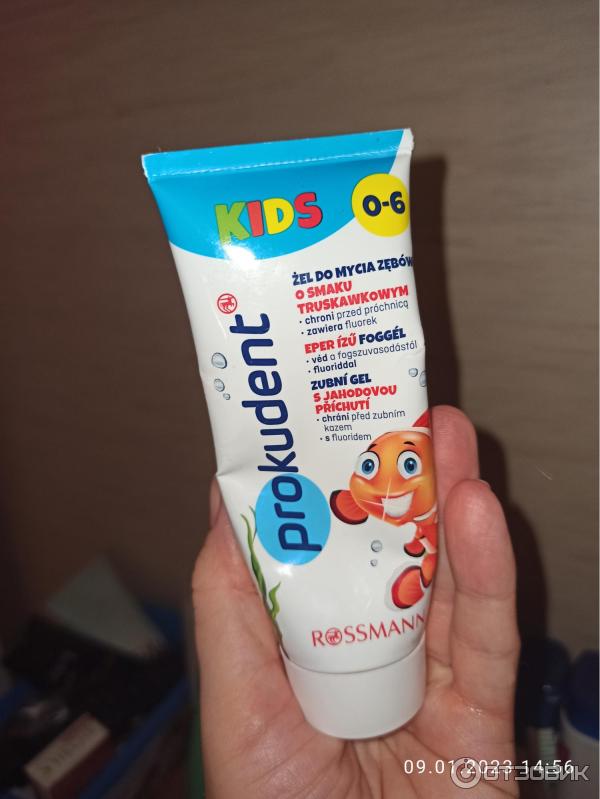 KIDS
0-6
prokudent
ŻEL DO MYCIA ZĘBÓW
O SMAKU
TRUSKAWKOWYM
• chroni przed próchnicą
• zawiera fluorek
EPER ÍZŰ FOGGÉL
• véd a fogszuvasodástól
• fluoriddal
ZUBNÍ GEL
S JAHODOVOU
PŘÍCHUTÍ
• chrání před zubním
kazem
• s fluoridem
ROSSMANN
09.01.2023 14:56
ОТЗОВИК